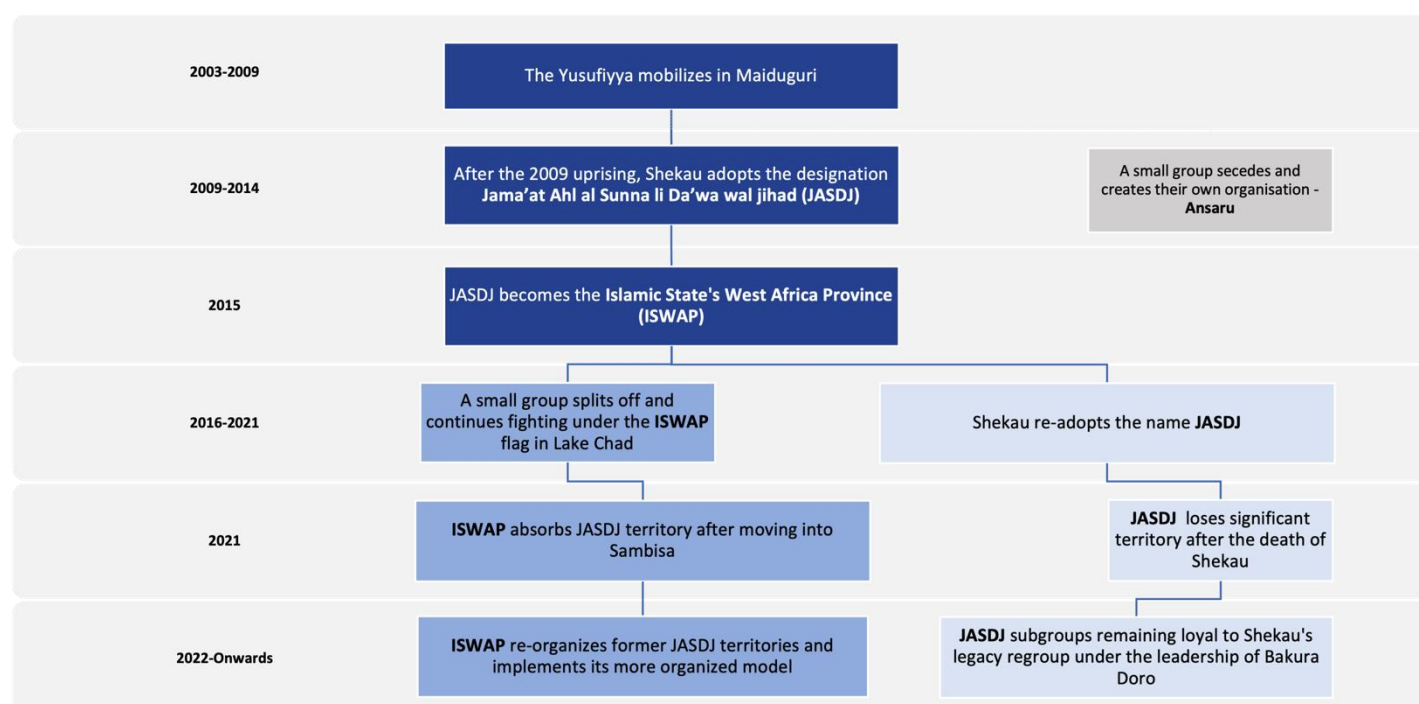 2003-2009
The Yusufiyya mobilizes in Maiduguri
2009-2014
After the 2009 uprising, Shekau adopts the designation
Jama’at Ahl al Sunna li Da’wa wal jihad (JASDJ)
A small group secedes and
creates their own organisation -
Ansaru
2015
JASDJ becomes the Islamic State's West Africa Province
(ISWAP)
2016-2021
A small group splits off and
continues fighting under the ISWAP
flag in Lake Chad
Shekau re-adopts the name JASDJ
2021
ISWAP absorbs JASDJ territory after moving into
Sambisa
JASDJ loses significant
territory after the death of
Shekau
2022-Onwards
ISWAP re-organizes former JASDJ territories and
implements its more organized model
JASDJ subgroups remaining loyal to Shekau's
legacy regroup under the leadership of Bakura
Doro